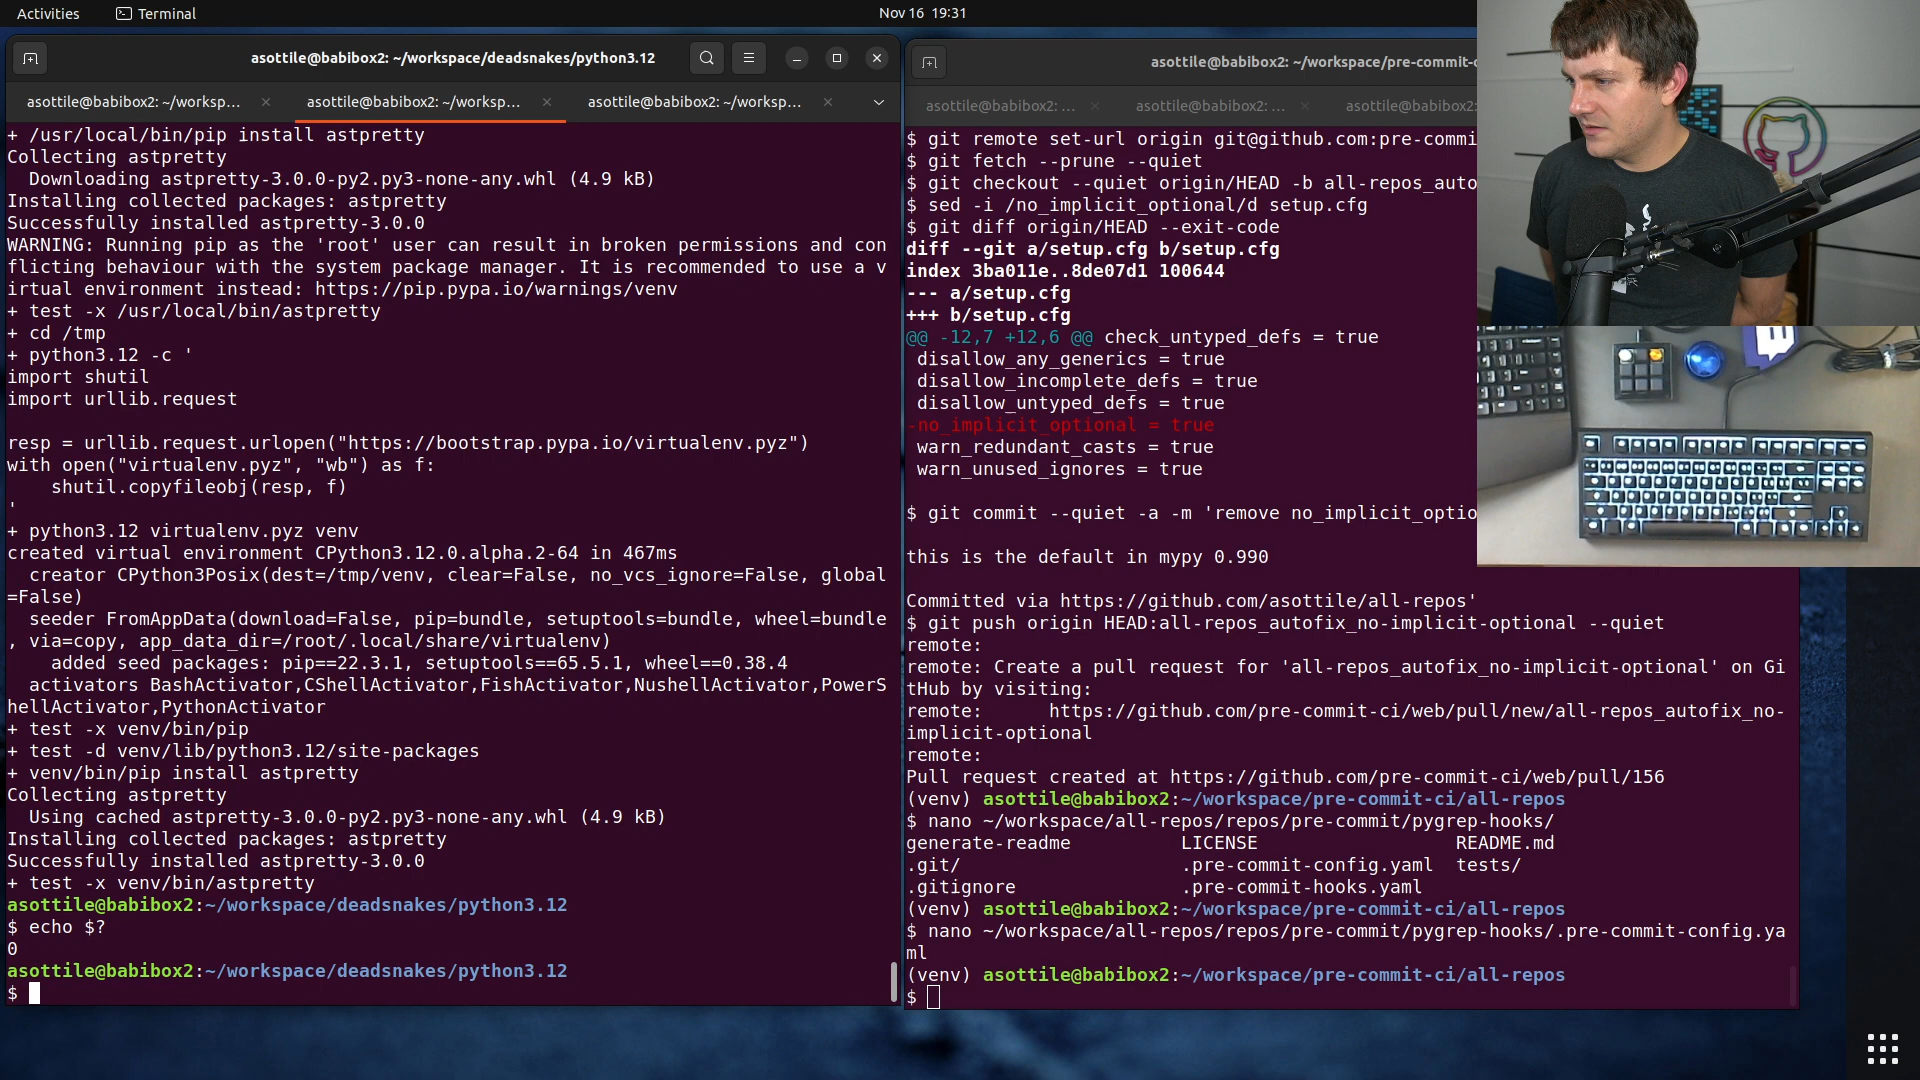 Activities
Terminal
Nov 16 19:31
asottile@babibox2: ~/workspace/deadsnakes/python3.12
asottile@babibox2: ~/worksp...
asottile@babibox2: ~/worksp...
asottile@babibox2: ~/worksp...
+ /usr/local/bin/pip install astpretty
Collecting astpretty
  Downloading astpretty-3.0.0-py2.py3-none-any.whl (4.9 kB)
Installing collected packages: astpretty
Successfully installed astpretty-3.0.0
WARNING: Running pip as the 'root' user can result in broken permissions and con
flicting behaviour with the system package manager. It is recommended to use a v
irtual environment instead: https://pip.pypa.io/warnings/venv
+ test -x /usr/local/bin/astpretty
+ cd /tmp
+ python3.12 -c '
import shutil
import urllib.request
resp = urllib.request.urlopen("https://bootstrap.pypa.io/virtualenv.pyz")
with open("virtualenv.pyz", "wb") as f:
    shutil.copyfileobj(resp, f)
'
+ python3.12 virtualenv.pyz venv
created virtual environment CPython3.12.0.alpha.2-64 in 467ms
  creator CPython3Posix(dest=/tmp/venv, clear=False, no_vcs_ignore=False, global
=False)
  seeder FromAppData(download=False, pip=bundle, setuptools=bundle, wheel=bundle
, via=copy, app_data_dir=/root/.local/share/virtualenv)
    added seed packages: pip==22.3.1, setuptools==65.5.1, wheel==0.38.4
  activators BashActivator,CShellActivator,FishActivator,NushellActivator,PowerS
hellActivator,PythonActivator
+ test -x venv/bin/pip
+ test -d venv/lib/python3.12/site-packages
+ venv/bin/pip install astpretty
Collecting astpretty
  Using cached astpretty-3.0.0-py2.py3-none-any.whl (4.9 kB)
Installing collected packages: astpretty
Successfully installed astpretty-3.0.0
+ test -x venv/bin/astpretty
asottile@babibox2:~/workspace/deadsnakes/python3.12
$ echo $?
0
asottile@babibox2:~/workspace/deadsnakes/python3.12
$
asottile@babibox2: ~/workspace/pre-commit-c
asottile@babibox2: ...
asottile@babibox2: ...
asottile@babibox2:
$ git remote set-url origin git@github.com:pre-commi
$ git fetch --prune --quiet
$ git checkout --quiet origin/HEAD -b all-repos_auto
$ sed -i /no_implicit_optional/d setup.cfg
$ git diff origin/HEAD --exit-code
diff --git a/setup.cfg b/setup.cfg
index 3ba011e..8de07d1 100644
--- a/setup.cfg
+++ b/setup.cfg
@@ -12,7 +12,6 @@ check_untyped_defs = true
 disallow_any_generics = true
 disallow_incomplete_defs = true
 disallow_untyped_defs = true
-no_implicit_optional = true
 warn_redundant_casts = true
 warn_unused_ignores = true
$ git commit --quiet -a -m 'remove no_implicit_optio
this is the default in mypy 0.990
Committed via https://github.com/asottile/all-repos'
$ git push origin HEAD:all-repos_autofix_no-implicit-optional --quiet
remote:
remote: Create a pull request for 'all-repos_autofix_no-implicit-optional' on Gi
tHub by visiting:
remote:      https://github.com/pre-commit-ci/web/pull/new/all-repos_autofix_no-
implicit-optional
remote:
Pull request created at https://github.com/pre-commit-ci/web/pull/156
(venv) asottile@babibox2:~/workspace/pre-commit-ci/all-repos
$ nano ~/workspace/all-repos/repos/pre-commit/pygrep-hooks/
generate-readme          LICENSE                  README.md
.git/                    .pre-commit-config.yaml  tests/
.gitignore               .pre-commit-hooks.yaml
(venv) asottile@babibox2:~/workspace/pre-commit-ci/all-repos
$ nano ~/workspace/all-repos/repos/pre-commit/pygrep-hooks/.pre-commit-config.ya
ml
(venv) asottile@babibox2:~/workspace/pre-commit-ci/all-repos
$